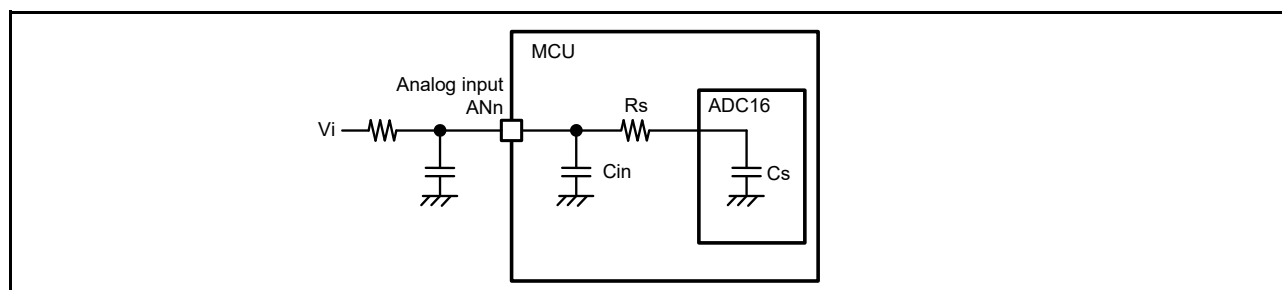 MCU
Analog input
ANn
Rs
ADC16
Vi
Cin
Cs